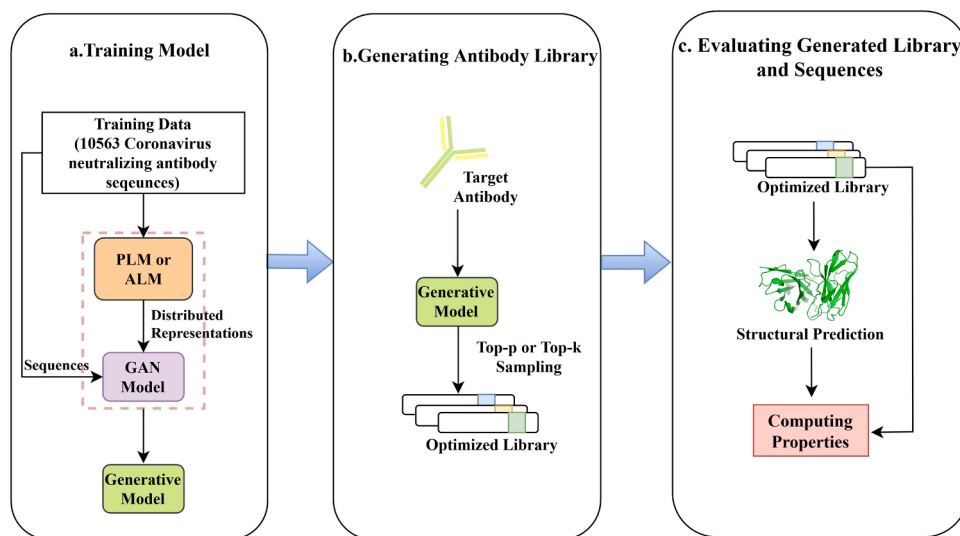 a.Training Model
Training Data
(10563 Coronavirus
neutralizing antibody
seqeunces)
PLM or
ALM
Distributed
Representations
Sequences
GAN
Model
Generative
Model
b.Generating Antibody Library
Target
Antibody
Generative
Model
Top-p or Top-k
Sampling
Optimized Library
c. Evaluating Generated Library
and Sequences
Optimized Library
Structural Prediction
Computing
Properties